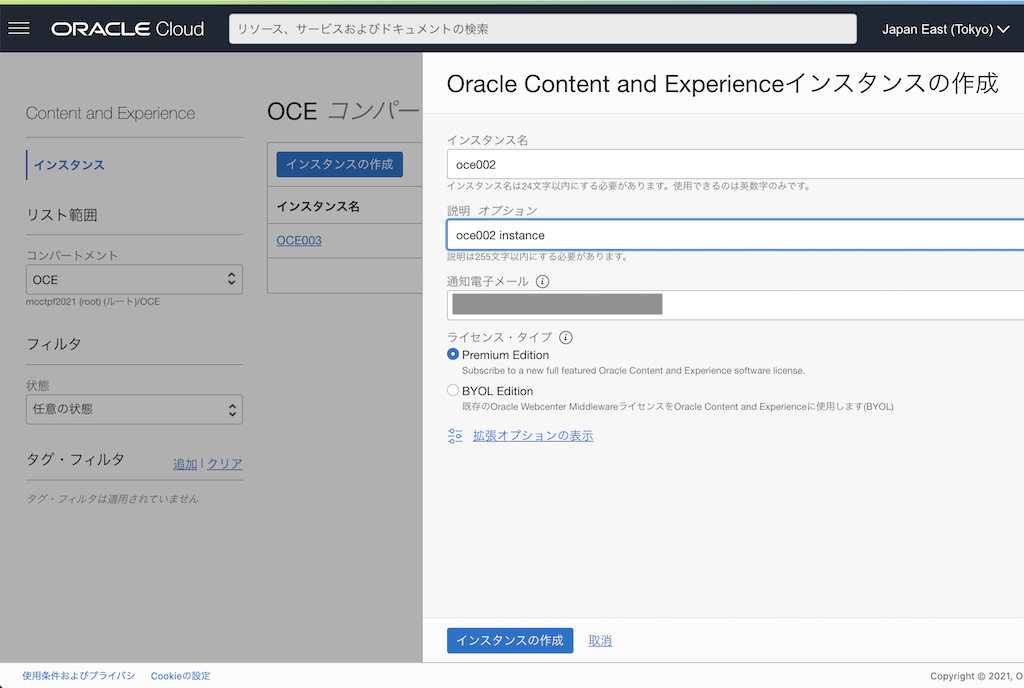 ORACLE Cloud
リソース、サービスおよびドキュメントの検索
Japan East (Tokyo)
Content and Experience
インスタンス
リスト範囲
コンパートメント
OCE
mcctpf2021 (root) (ルート)/OCE
フィルタ
状態
任意の状態
タグ・フィルタ
追加 | クリア
タグ・フィルタは適用されていません
OCE コンパー
インスタンスの作成
インスタンス名
OCE003
Oracle Content and Experienceインスタンスの作成
インスタンス名
oce002
インスタンス名は24文字以内にする必要があります。使用できるのは英数字のみです。
説明 オプション
oce002 instance
説明は255文字以内にする必要があります。
通知電子メール
ライセンス・タイプ
Premium Edition
Subscribe to a new full featured Oracle Content and Experience software license.
BYOL Edition
既存のOracle Webcenter MiddlewareライセンスをOracle Content and Experienceに使用します(BYOL)
拡張オプションの表示
インスタンスの作成
取消
使用条件およびプライバシ
Cookieの設定
Copyright © 2021, O